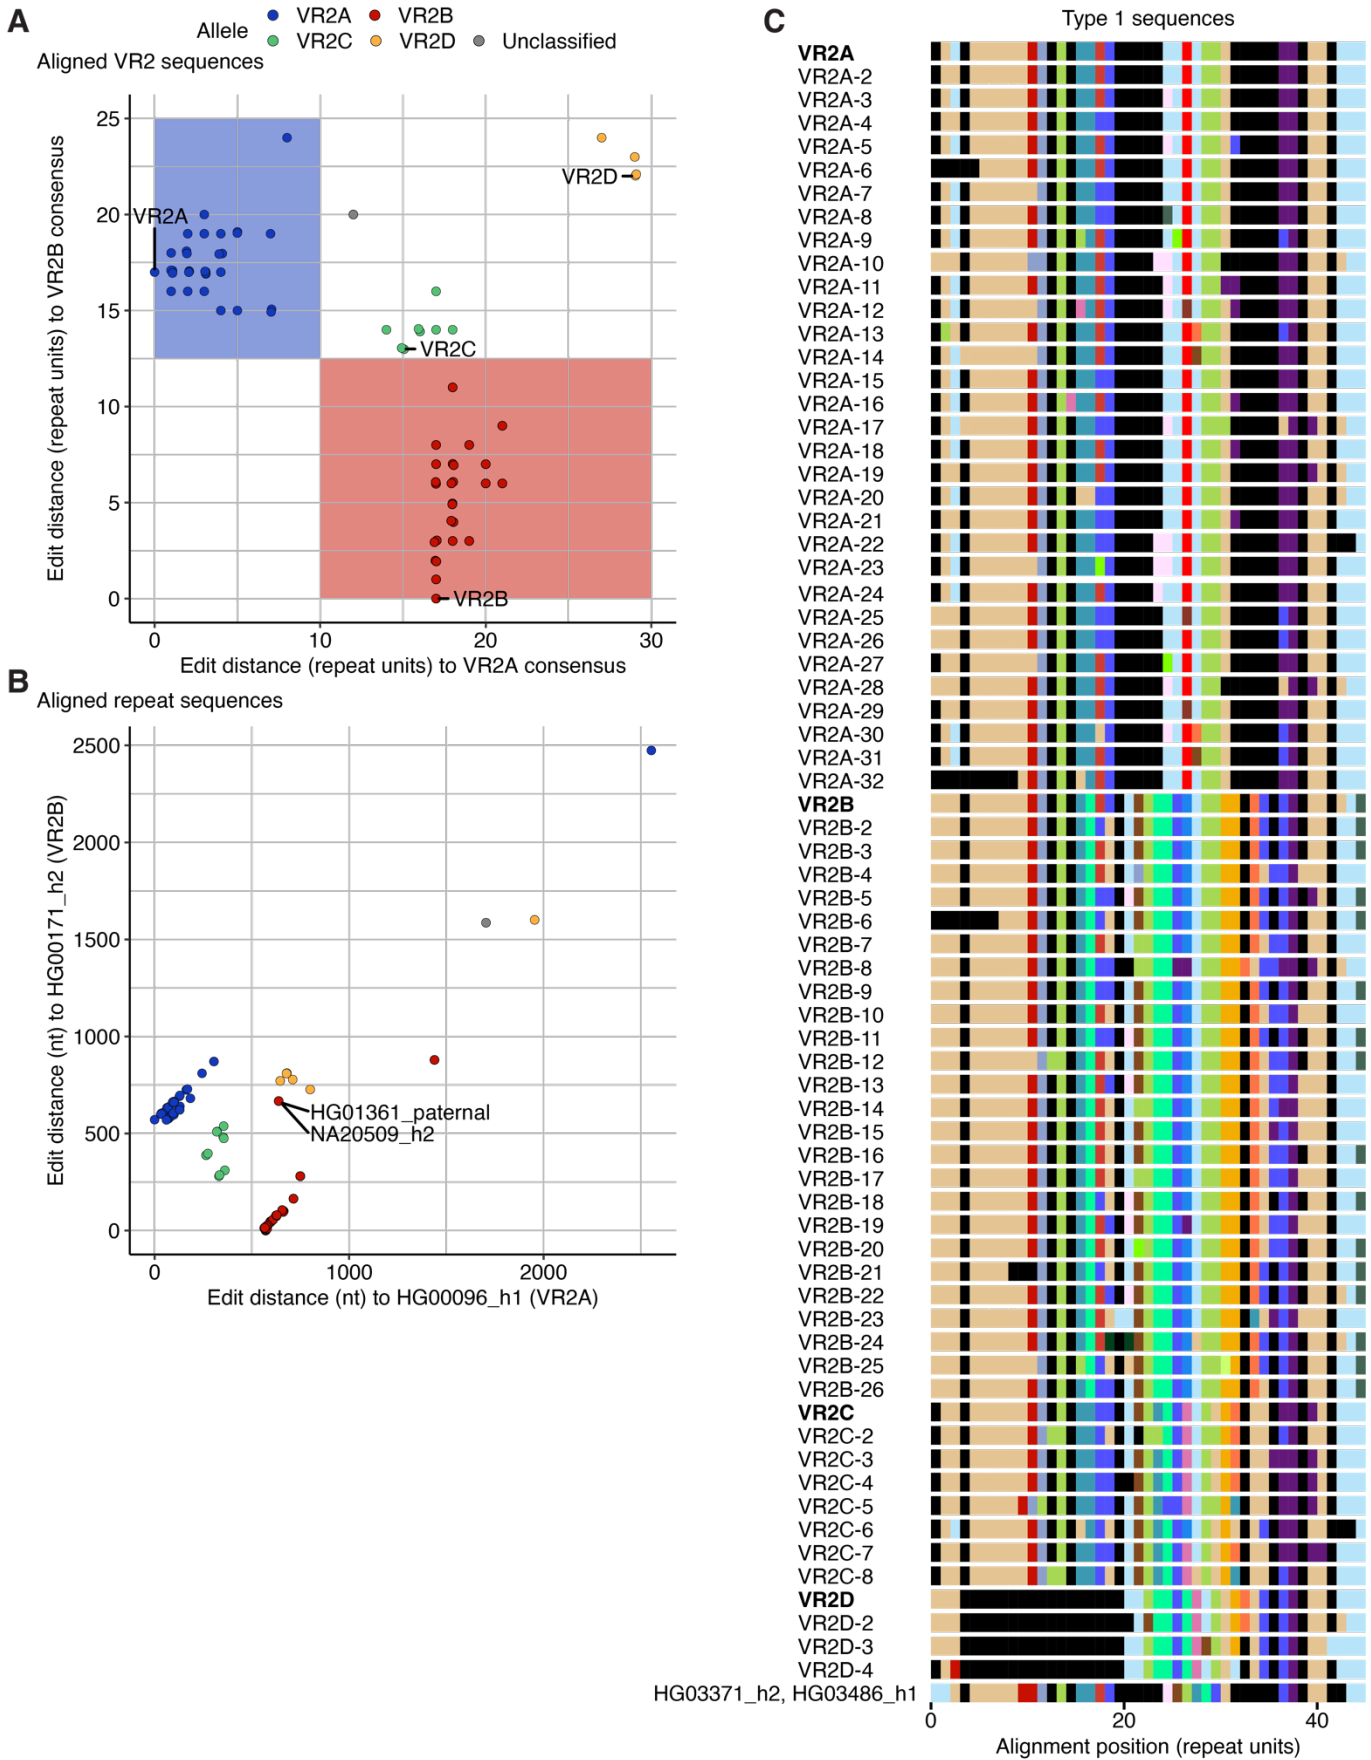 A
Allele
VR2A
VR2B
VR2C
VR2D
Unclassified
Aligned VR2 sequences
25
20
15
10
5
0
Edit distance (repeat units) to VR2B consensus
VR2A
VR2D
VR2C
VR2B
0
10
20
30
Edit distance (repeat units) to VR2A consensus
B
Aligned repeat sequences
2500
2000
1500
1000
500
0
Edit distance (nt) to HG00171_h2 (VR2B)
HG01361_paternal
NA20509_h2
0
1000
2000
Edit distance (nt) to HG00096_h1 (VR2A)
C
Type 1 sequences
VR2A
VR2A-2
VR2A-3
VR2A-4
VR2A-5
VR2A-6
VR2A-7
VR2A-8
VR2A-9
VR2A-10
VR2A-11
VR2A-12
VR2A-13
VR2A-14
VR2A-15
VR2A-16
VR2A-17
VR2A-18
VR2A-19
VR2A-20
VR2A-21
VR2A-22
VR2A-23
VR2A-24
VR2A-25
VR2A-26
VR2A-27
VR2A-28
VR2A-29
VR2A-30
VR2A-31
VR2A-32
VR2B
VR2B-2
VR2B-3
VR2B-4
VR2B-5
VR2B-6
VR2B-7
VR2B-8
VR2B-9
VR2B-10
VR2B-11
VR2B-12
VR2B-13
VR2B-14
VR2B-15
VR2B-16
VR2B-17
VR2B-18
VR2B-19
VR2B-20
VR2B-21
VR2B-22
VR2B-23
VR2B-24
VR2B-25
VR2B-26
VR2C
VR2C-2
VR2C-3
VR2C-4
VR2C-5
VR2C-6
VR2C-7
VR2C-8
VR2D
VR2D-2
VR2D-3
VR2D-4
HG03371_h2, HG03486_h1
0
20
40
Alignment position (repeat units)